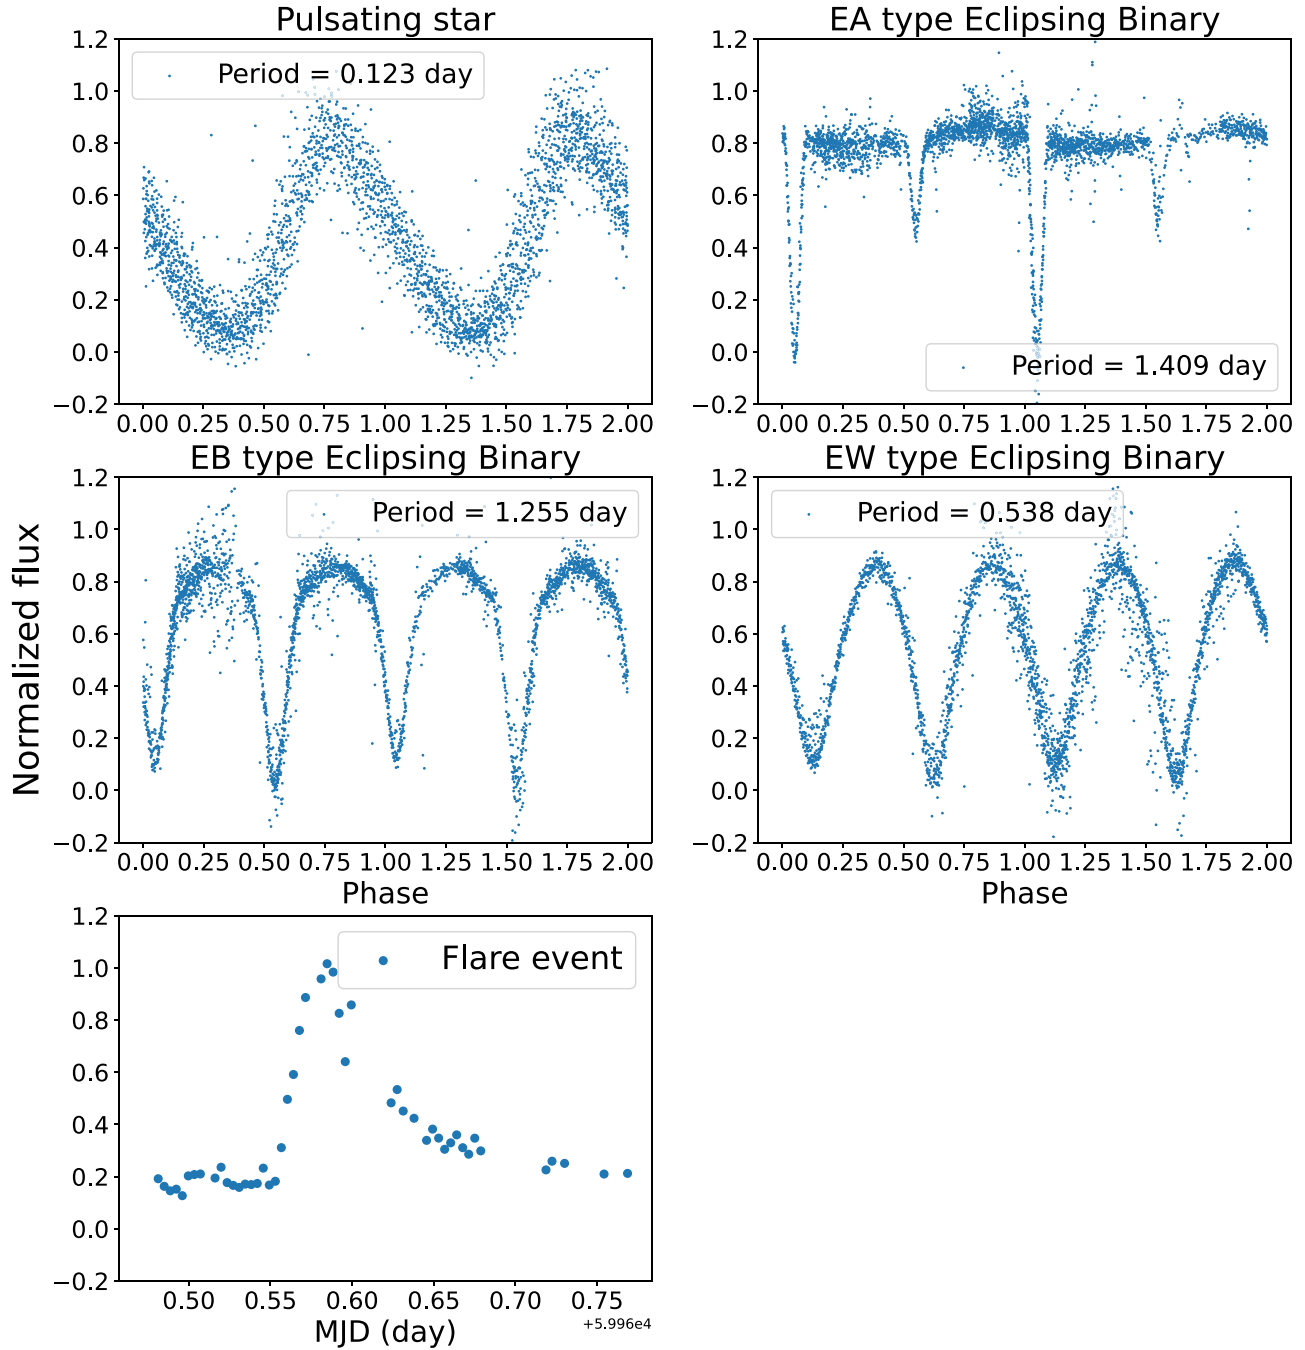 Pulsating star
1.2
1.0
0.8
0.6
0.4
0.2
0.0
−0.2
Period = 0.123 day
0.00 0.25 0.50 0.75 1.00 1.25 1.50 1.75 2.00
EA type Eclipsing Binary
1.2
1.0
0.8
0.6
0.4
0.2
0.0
−0.2
Period = 1.409 day
0.00 0.25 0.50 0.75 1.00 1.25 1.50 1.75 2.00
Normalized flux
EB type Eclipsing Binary
1.2
1.0
0.8
0.6
0.4
0.2
0.0
−0.2
Period = 1.255 day
0.00 0.25 0.50 0.75 1.00 1.25 1.50 1.75 2.00
Phase
EW type Eclipsing Binary
1.2
1.0
0.8
0.6
0.4
0.2
0.0
−0.2
Period = 0.538 day
0.00 0.25 0.50 0.75 1.00 1.25 1.50 1.75 2.00
Phase
1.2
1.0
0.8
0.6
0.4
0.2
0.0
−0.2
Flare event
0.50 0.55 0.60 0.65 0.70 0.75
+5.996e4
MJD (day)